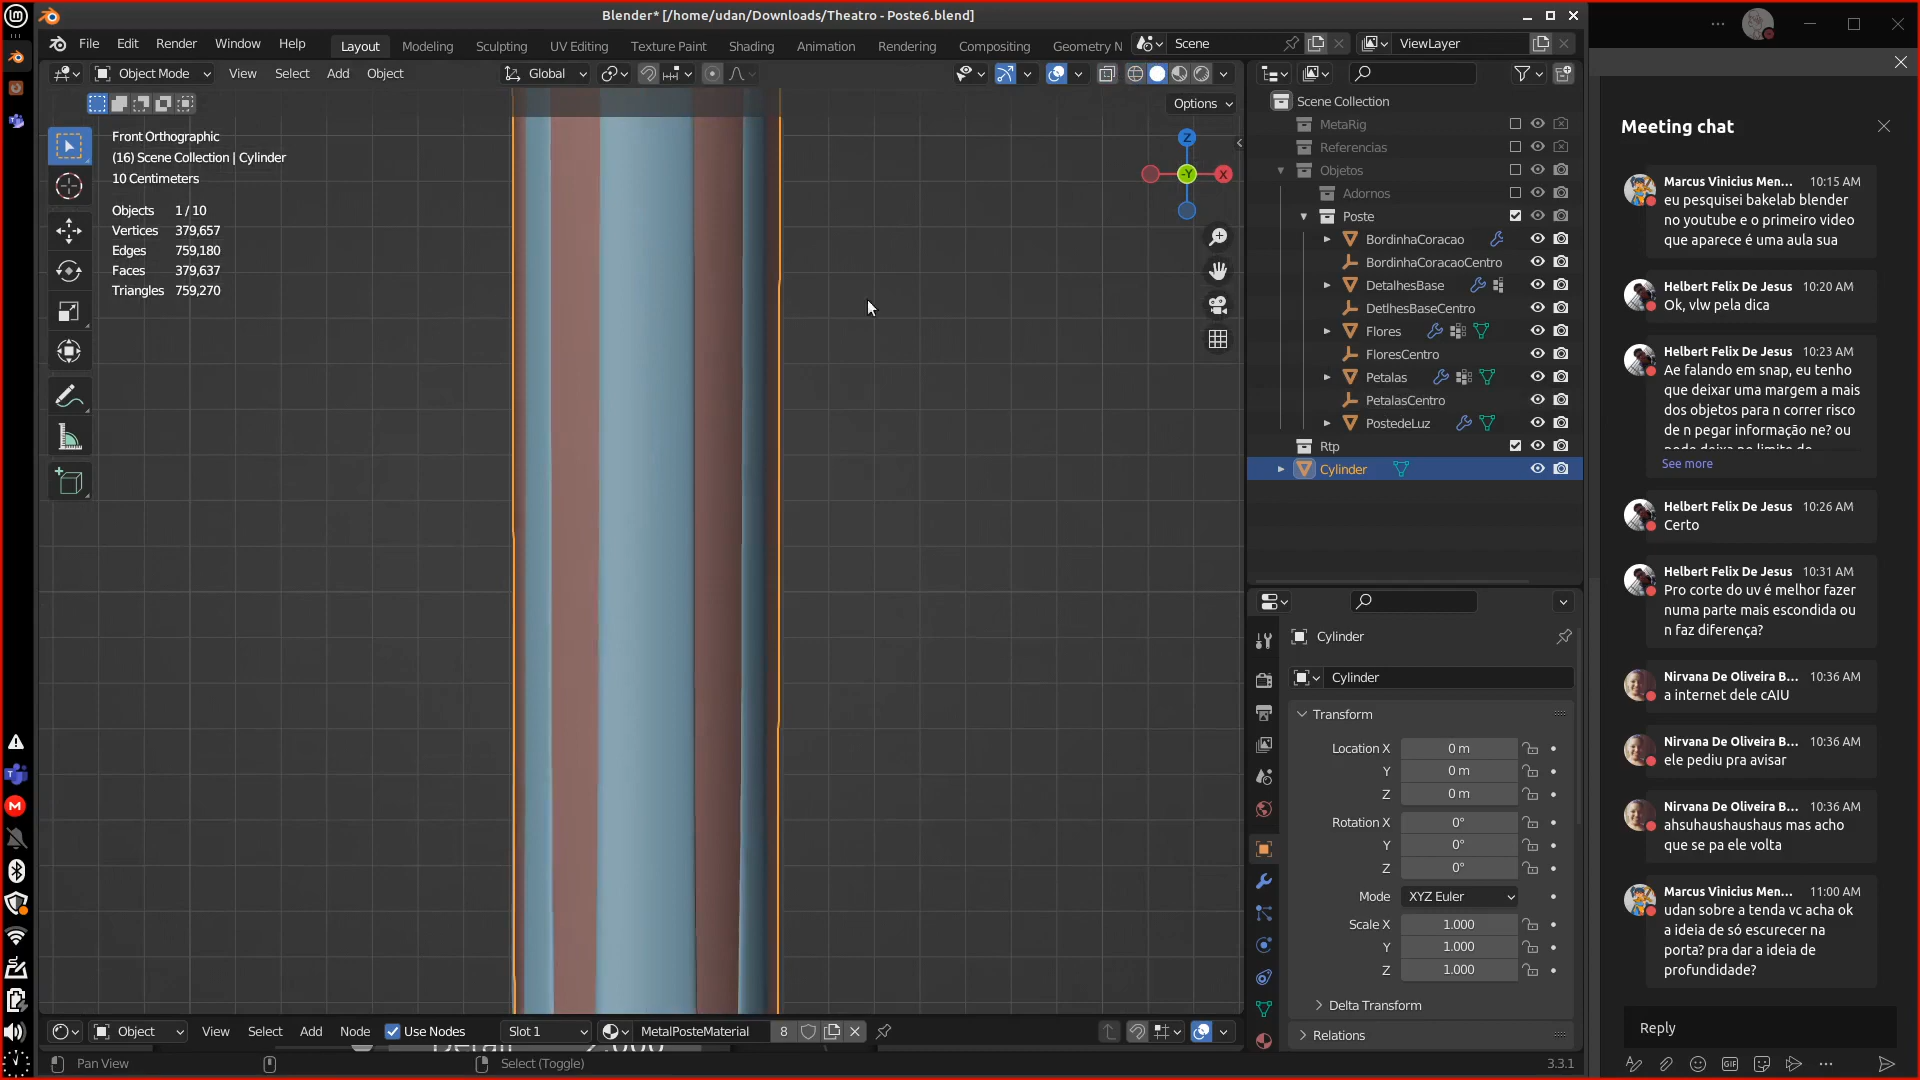 Blender* [/home/udan/Downloads/Theatro - Poste6.blend]
File Edit Render Window Help
Layout Modeling Sculpting UV Editing Texture Paint Shading Animation Rendering Compositing Geometry N
Scene
ViewLayer
Object Mode
View Select Add Object
Global
Options
Front Orthographic
(16) Scene Collection | Cylinder
10 Centimeters
Objects 1 / 10
Vertices 379,657
Edges 759,180
Faces 379,637
Triangles 759,270
Z
-Y
X
Scene Collection
MetaRig
Referencias
Objetos
Adornos
Poste
BordinhaCoracao
BordinhaCoracaoCentro
DetalhesBase
DetlhesBaseCentro
Flores
FloresCentro
Petalas
PetalasCentro
PostedeLuz
Rtp
Cylinder
Cylinder
Cylinder
Transform
Location X 0 m
Y 0 m
Z 0 m
Rotation X 0°
Y 0°
Z 0°
Mode XYZ Euler
Scale X 1.000
Y 1.000
Z 1.000
Delta Transform
Relations
Object
View Select Add Node Use Nodes
Slot 1
MetalPosteMaterial 8
Pan View
Select (Toggle)
3.3.1
Meeting chat
Marcus Vinicius Men... 10:15 AM
eu pesquisei bakelab blender
no youtube e o primeiro video
que aparece é uma aula sua
Helbert Felix De Jesus 10:20 AM
Ok, vlw pela dica
Helbert Felix De Jesus 10:23 AM
Ae falando em snap, eu tenho
que deixar uma margem a mais
dos objetos para n correr risco
de n pegar informação ne? ou
See more
Helbert Felix De Jesus 10:26 AM
Certo
Helbert Felix De Jesus 10:31 AM
Pro corte do uv é melhor fazer
numa parte mais escondida ou
n faz diferença?
Nirvana De Oliveira B... 10:36 AM
a internet dele cAIU
Nirvana De Oliveira B... 10:36 AM
ele pediu pra avisar
Nirvana De Oliveira B... 10:36 AM
ahsuhaushaushaus mas acho
que se pa ele volta
Marcus Vinicius Men... 11:00 AM
udan sobre a tenda vc acha ok
a ideia de só escurecer na
porta? pra dar a ideia de
profundidade?
Reply
GIF